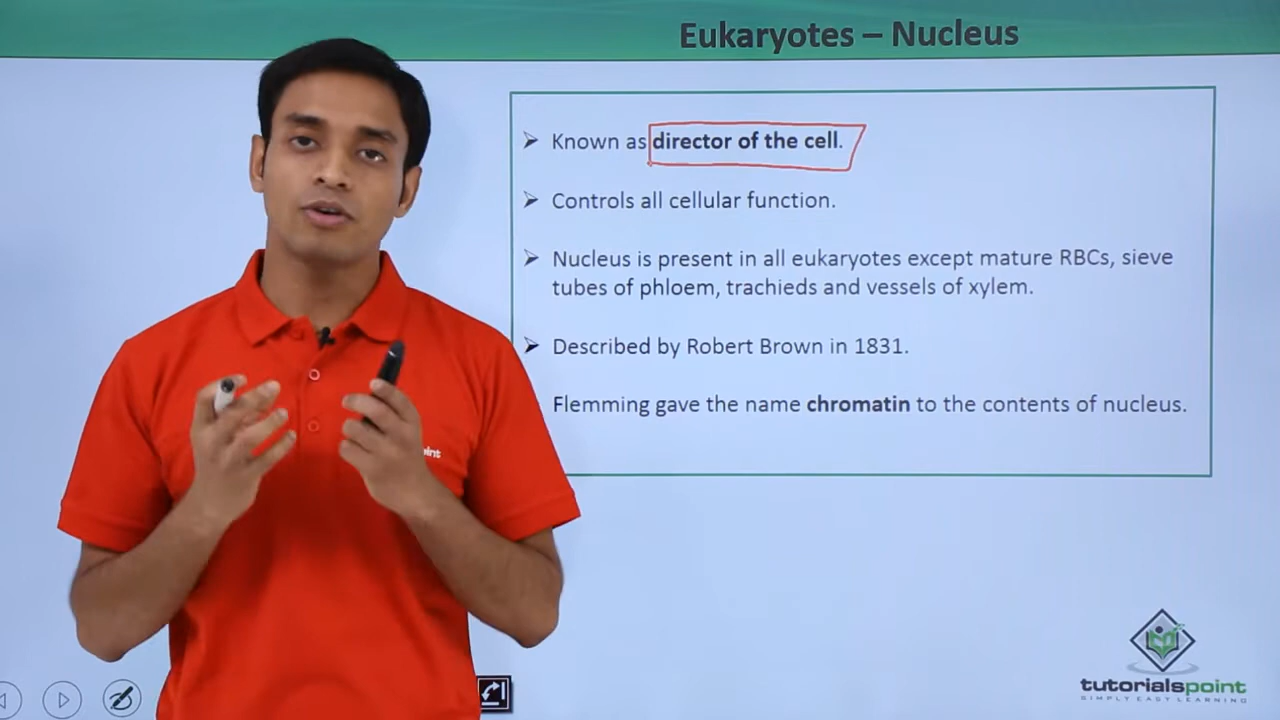 Eukaryotes – Nucleus
Known as director of the cell.
Controls all cellular function.
Nucleus is present in all eukaryotes except mature RBCs, sieve
tubes of phloem, trachieds and vessels of xylem.
Described by Robert Brown in 1831.
Flemming gave the name chromatin to the contents of nucleus.
tutorialspoint
SIMPLY EASY LEARNING